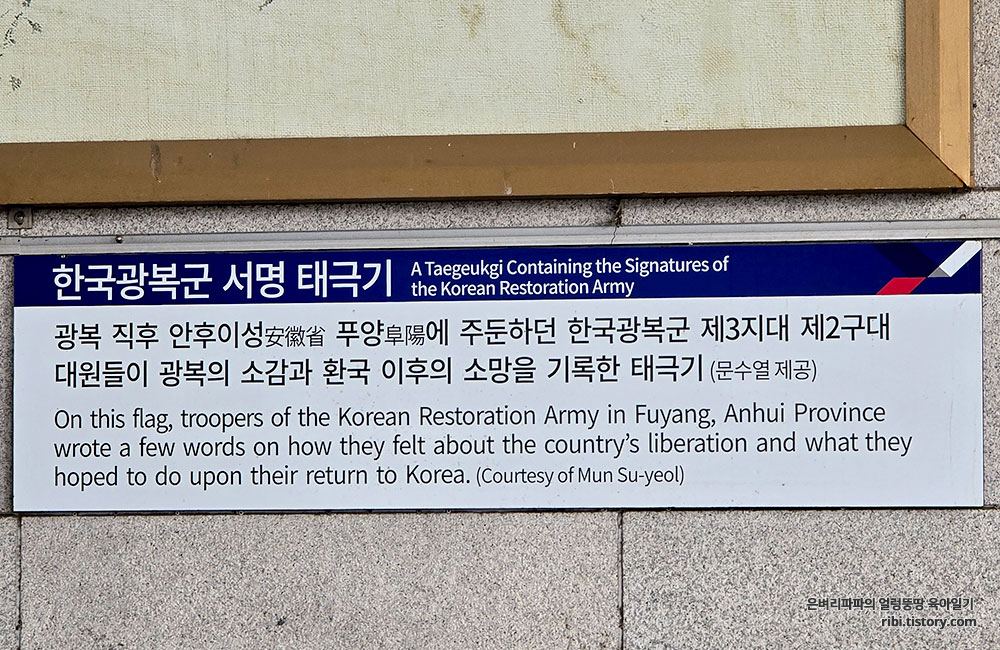 한국광복군 서명 태극기
A Taegeukgi Containing the Signatures of
the Korean Restoration Army
광복 직후 안후이성安徽省 푸양阜陽에 주둔하던 한국광복군 제3지대 제2구대
대원들이 광복의 소감과 환국 이후의 소망을 기록한 태극기 (문수열 제공)
On this flag, troopers of the Korean Restoration Army in Fuyang, Anhui Province
wrote a few words on how they felt about the country's liberation and what they
hoped to do upon their return to Korea. (Courtesy of Mun Su-yeol)
은벼리파파의 얼렁뚱땅 육아일기
ribi.tistory.com